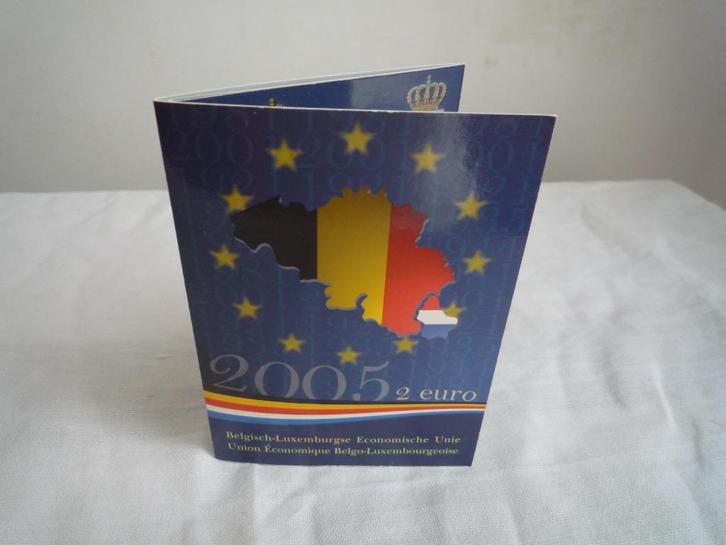 2005 2 euro
Belgisch-Luxemburgse Economische Unie
Union Économique Belgo-Luxembourgeoise